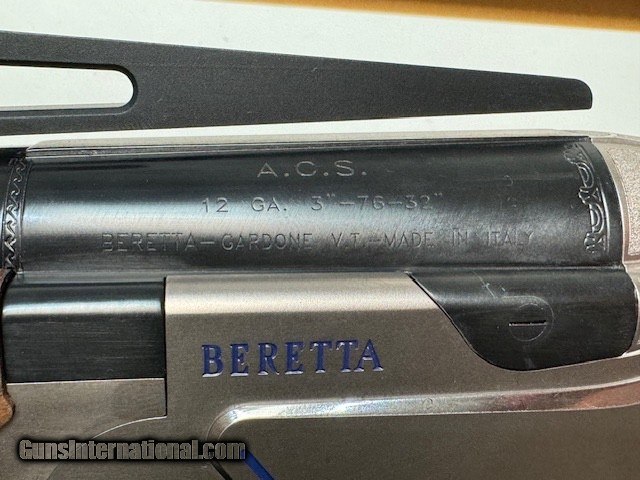 A.C.S.
12 GA. 3"-76-32"
BERETTA-GARDONE V.T.-MADE IN ITALY
BERETTA
GunsInternational.com